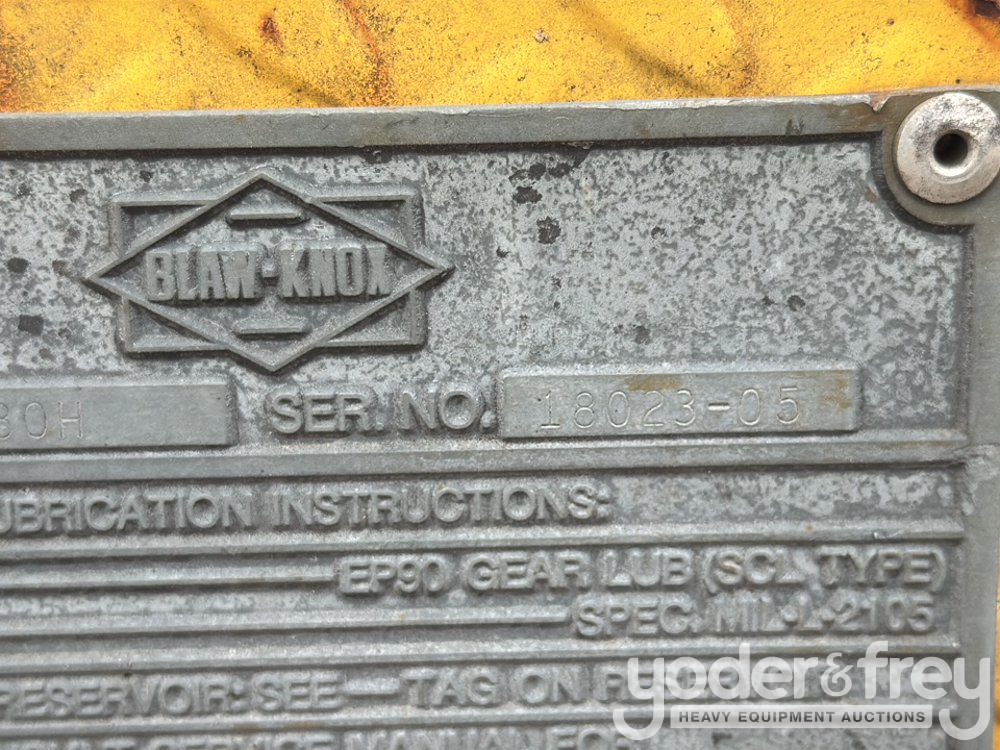 BLAW-KNOX
80H SER. NO. 18023-05
UBRICATION INSTRUCTIONS:
EP90 GEAR LUB (SCL TYPE)
SPEC. MIL-L-2105
RESERVOIR: SEE—TAG ON
yoder&frey
HEAVY EQUIPMENT AUCTIONS